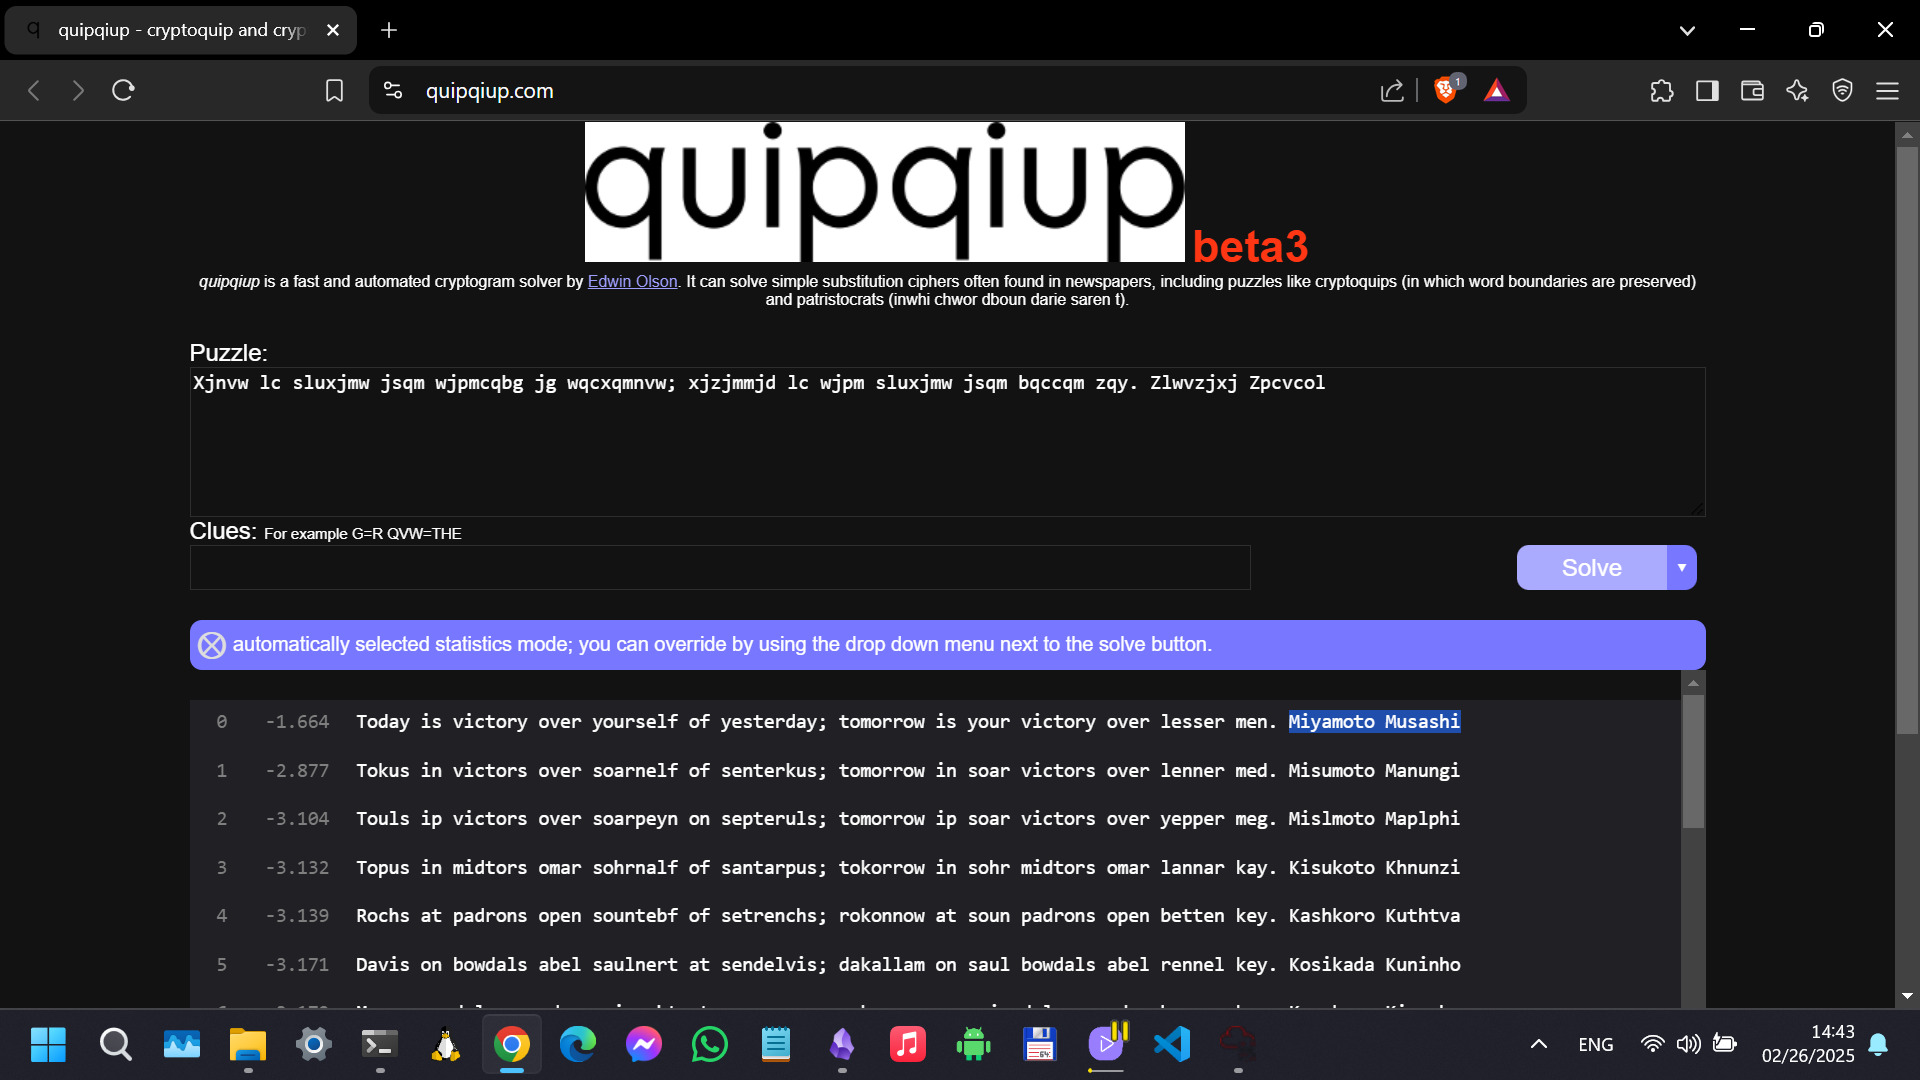 quipqiup - cryptoquip and cryp
quipqiup.com
1
quipqiup beta3
quipqiup is a fast and automated cryptogram solver by Edwin Olson. It can solve simple substitution ciphers often found in newspapers, including puzzles like cryptoquips (in which word boundaries are preserved)
and patristocrats (inwhi chwor dboun darie saren t).
Puzzle:
Xjnvw lc sluxjmw jsqm wjpmcqbg jg wqcxqmnvw; xjzjmmjd lc wjpm sluxjmw jsqm bqccqm zqy. Zlwvzjxj Zpcvcol
Clues: For example G=R QVW=THE
Solve
automatically selected statistics mode; you can override by using the drop down menu next to the solve button.
0 -1.664 Today is victory over yourself of yesterday; tomorrow is your victory over lesser men. Miyamoto Musashi
1 -2.877 Tokus in victors over soarnelf of senterkus; tomorrow in soar victors over lenner med. Misumoto Manungi
2 -3.104 Touls ip victors over soarpeyn on septeruls; tomorrow ip soar victors over yepper meg. Mislmoto Maplphi
3 -3.132 Topus in midtors omar sohrnalf of santarpus; tokorrow in sohr midtors omar lannar kay. Kisukoto Khnunzi
4 -3.139 Rochs at padrons open sountebf of setrenchs; rokonnow at soun padrons open betten key. Kashkoro Kuthtva
5 -3.171 Davis on bowdals abel saulnert at sendelvis; dakallam on saul bowdals abel rennel key. Kosikada Kuninho
64
ENG
14:43
02/26/2025